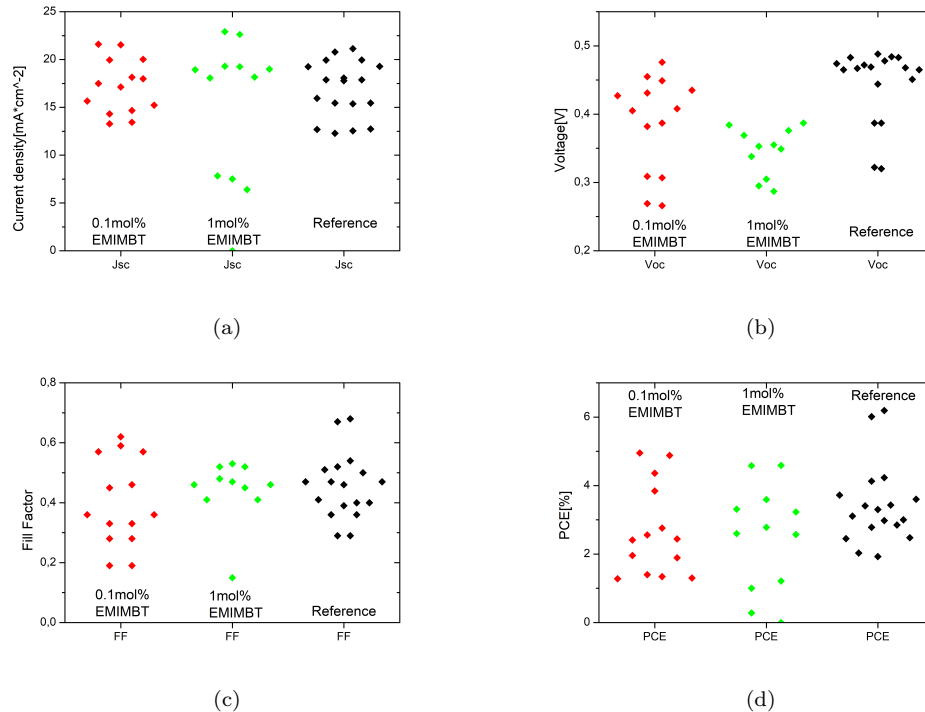 25
20
15
10
5
0
Current density[mA*cm^-2]
0.1mol%
EMIMBT
1mol%
EMIMBT
Reference
Jsc
Jsc
Jsc
(a)
0,5
0,4
0,3
0,2
Voltage[V]
0.1mol%
EMIMBT
1mol%
EMIMBT
Reference
Voc
Voc
Voc
(b)
0,8
0,6
0,4
0,2
0,0
Fill Factor
0.1mol%
EMIMBT
1mol%
EMIMBT
Reference
FF
FF
FF
(c)
6
4
2
0
PCE[%]
0.1mol%
EMIMBT
1mol%
EMIMBT
Reference
PCE
PCE
PCE
(d)